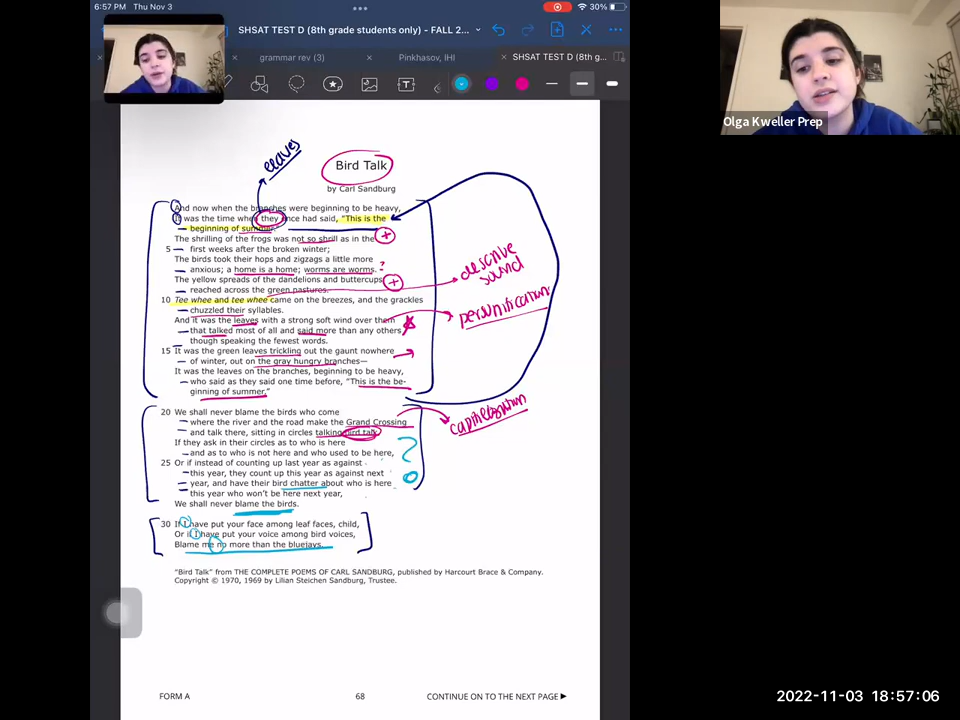 6:57 PM Thu Nov 3
30%
SHSAT TEST D (8th grade students only) - FALL 2...
grammar rev (3)
Pinkhasov, IHI
SHSAT TEST D (8th g...
Olga Kweller Prep
leaves
Bird Talk
by Carl Sandburg
And now when the branches were beginning to be heavy,
It was the time when they once had said, "This is the
beginning of summer."
The shrilling of the frogs was not so shrill as in the
5 first weeks after the broken winter;
The birds took their hops and zigzags a little more
anxious; a home is a home; worms are worms. ?
The yellow spreads of the dandelions and buttercups
reached across the green pastures.
10 Tee whee and tee whee came on the breezes, and the grackles
chuzzled their syllables.
And it was the leaves with a strong soft wind over them
that talked most of all and said more than any others
though speaking the fewest words.
15 It was the green leaves trickling out the gaunt nowhere
of winter, out on the gray hungry branches—
It was the leaves on the branches, beginning to be heavy,
who said as they said one time before, "This is the be-
ginning of summer."
describe
sound
personification
20 We shall never blame the birds who come
where the river and the road make the Grand Crossing
and talk there, sitting in circles talking bird talk.
If they ask in their circles as to who is here
and as to who is not here and who used to be here,
25 Or if instead of counting up last year as against
this year, they count up this year as against next
year, and have their bird chatter about who is here
this year who won't be here next year,
We shall never blame the birds.
capitalization
?
30 If I have put your face among leaf faces, child,
Or if I have put your voice among bird voices,
Blame me no more than the bluejays.
"Bird Talk" from THE COMPLETE POEMS OF CARL SANDBURG, published by Harcourt Brace & Company.
Copyright © 1970, 1969 by Lilian Steichen Sandburg, Trustee.
FORM A
68
CONTINUE ON TO THE NEXT PAGE ►
2022-11-03 18:57:06